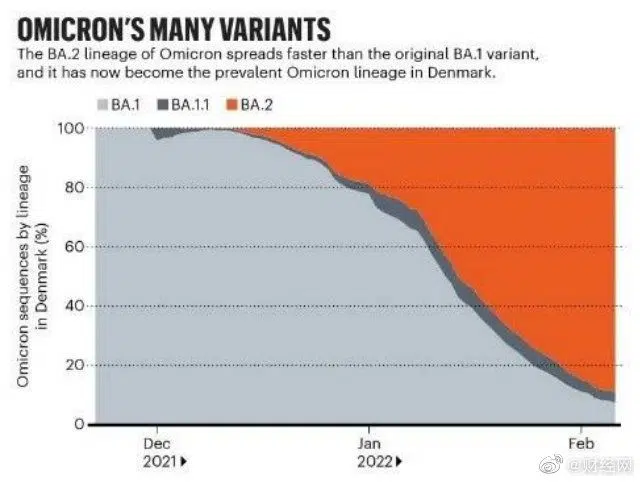 OMICRON'S MANY VARIANTS
The BA.2 lineage of Omicron spreads faster than the original BA.1 variant,
and it has now become the prevalent Omicron lineage in Denmark.
BA.1 BA.1.1 BA.2
Omicron sequences by lineage
in Denmark (%)
100
80
60
40
20
0
Dec Jan Feb
2021 2022
@财经网